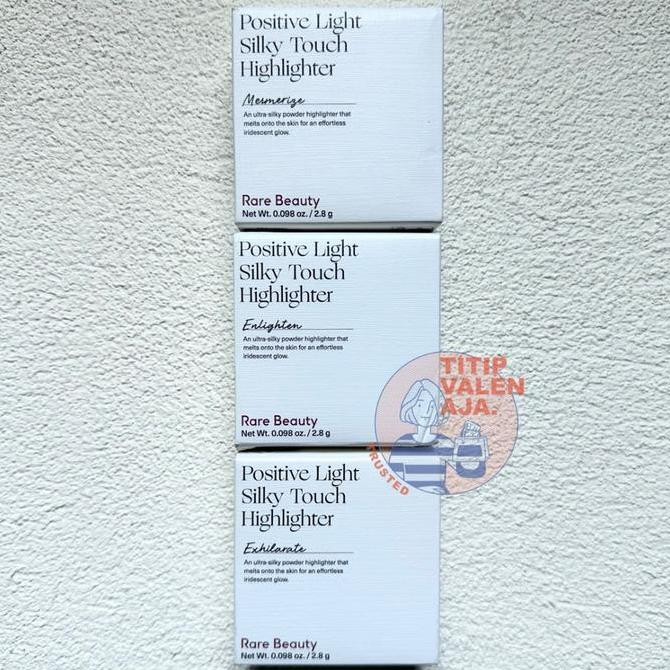 Positive Light
Silky Touch
Highlighter
Mesmerize
An ultra-silky powder highlighter that
melts onto the skin for an effortless
iridescent glow.
Rare Beauty
Net Wt. 0.098 oz. / 2.8 g
Positive Light
Silky Touch
Highlighter
Enlighten
An ultra-silky powder highlighter that
melts onto the skin for an effortless
iridescent glow.
Rare Beauty
Net Wt. 0.098 oz. / 2.8 g
TITIP
VALEN
AJA.
TRUSTED
Positive Light
Silky Touch
Highlighter
Exhilarate
An ultra-silky powder highlighter that
melts onto the skin for an effortless
iridescent glow.
Rare Beauty
Net Wt. 0.098 oz. / 2.8 g